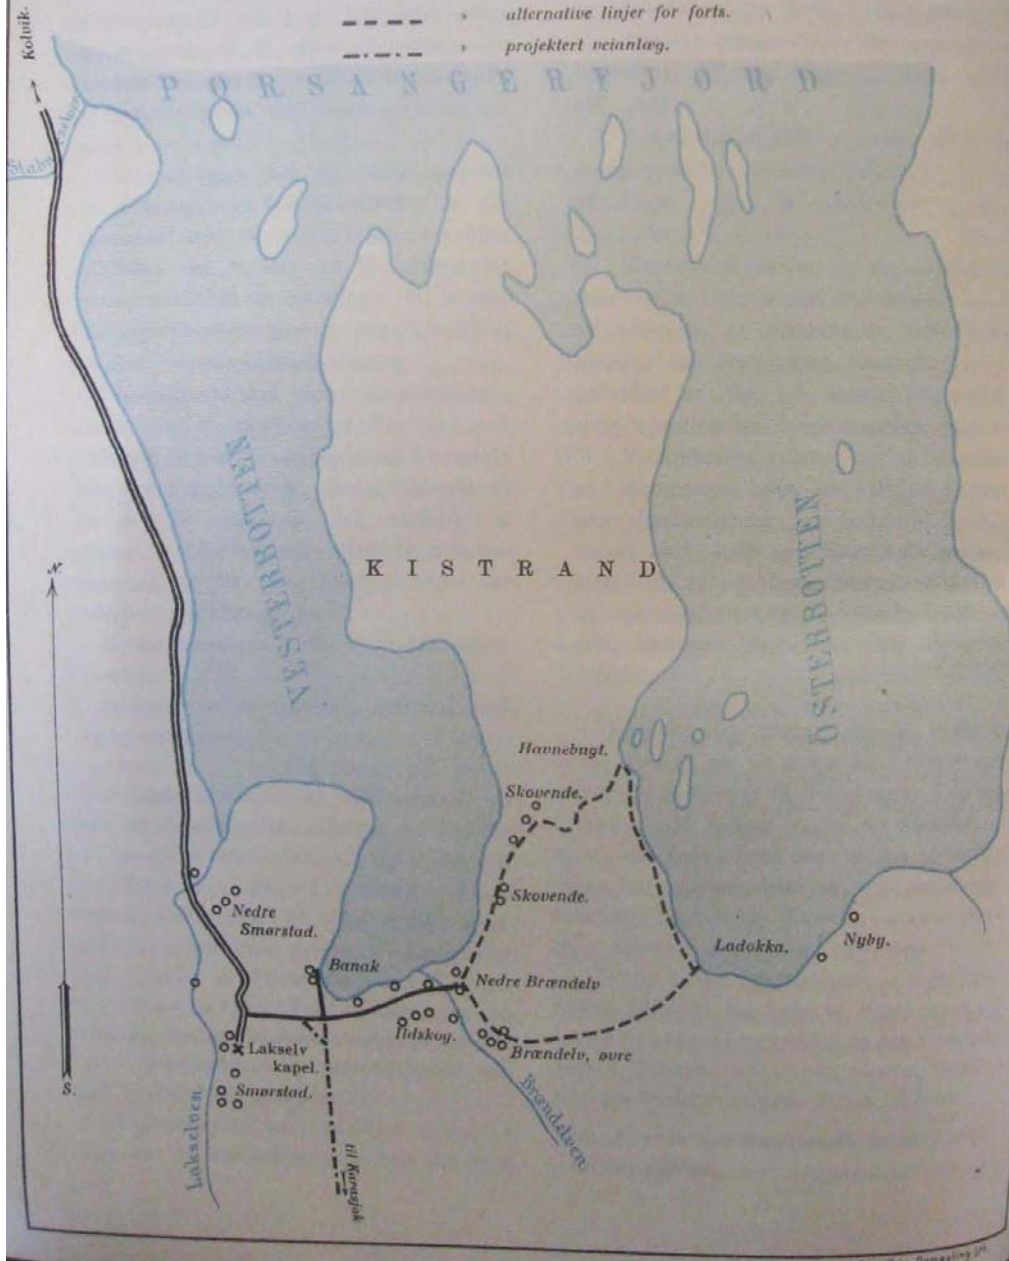 » alternative linjer for forts.
» projektert veianlæg.
Kolvik.
PORSANGERFJORD
VESTERBOTTEN
KISTRAND
ØSTERBOTTEN
N.
Havnebugt.
Skovende.
Skovende.
Nedre
Smørstad.
Ladokka.
Nyby.
Banak
Nedre Brændelv
Ildskog.
Brændelv, øvre
Lakselv
kapel.
Smørstad.
S.
Lakselven
Brændelven
til Karasjok